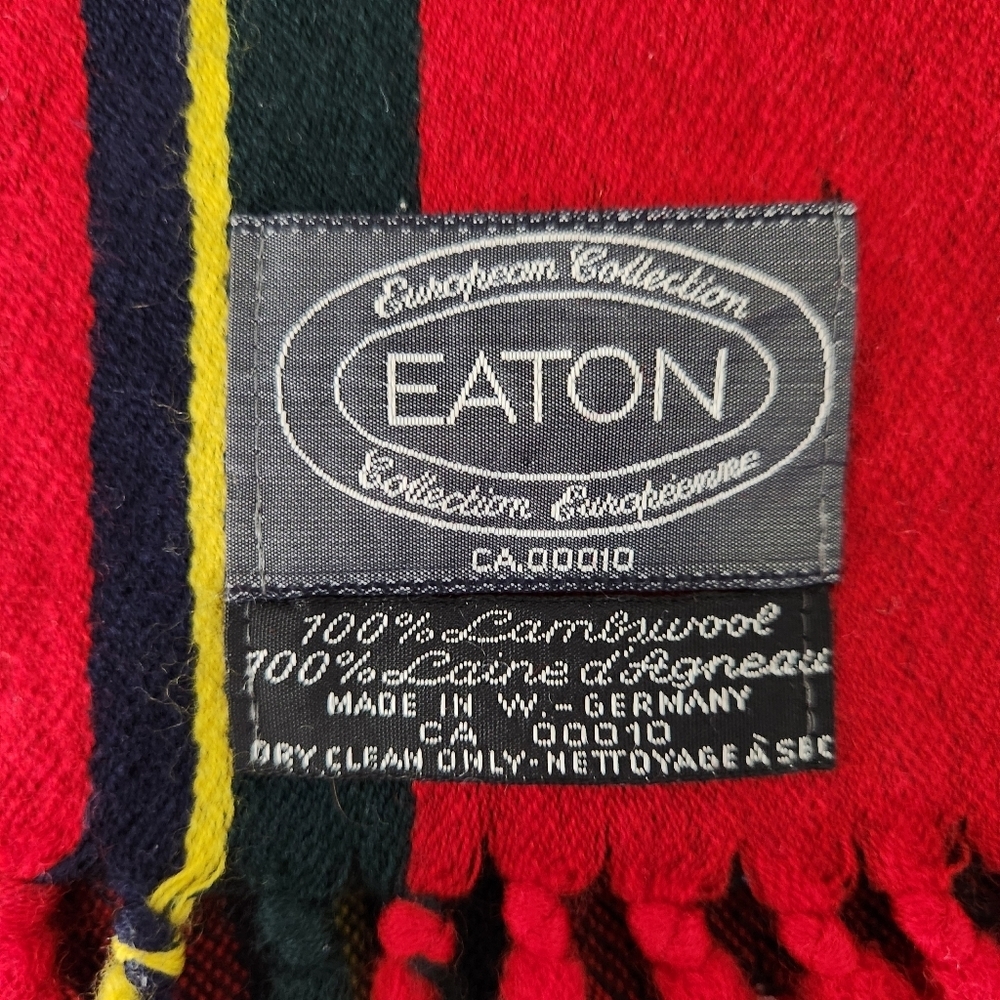 European Collection
EATON
Collection Européenne
CA.00010
100% Lambswool
100% Laine d'Agneau
MADE IN W.-GERMANY
CA 00010
DRY CLEAN ONLY-NETTOYAGE À SEC